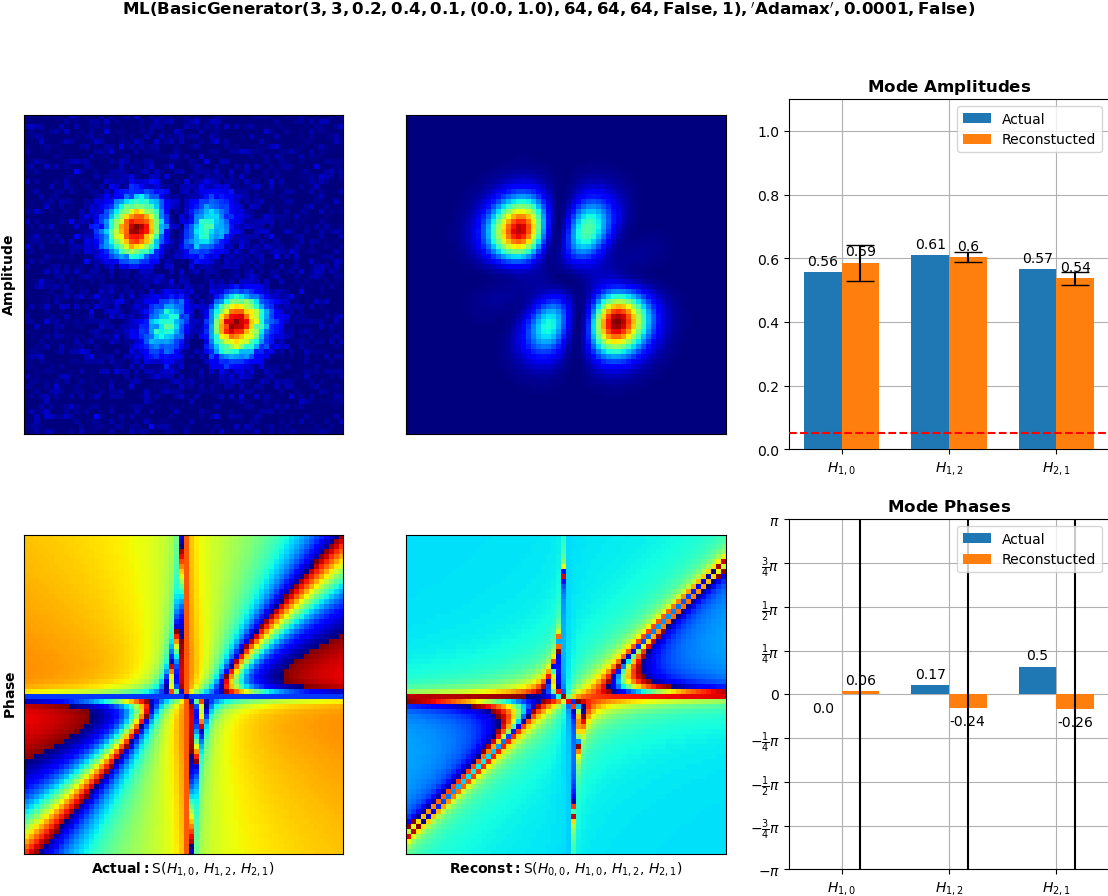 ML(BasicGenerator(3, 3, 0.2, 0.4, 0.1, (0.0, 1.0), 64, 64, 64, False, 1), 'Adamax', 0.0001, False)
Amplitude
Mode Amplitudes
Actual
Reconstucted
1.0
0.8
0.6
0.4
0.2
0.0
0.56
0.59
0.61
0.6
0.57
0.54
H1,0
H1,2
H2,1
Phase
Actual: S(H1,0, H1,2, H2,1)
Reconst: S(H0,0, H1,0, H1,2, H2,1)
Mode Phases
Actual
Reconstucted
π
3/4π
1/2π
1/4π
0
−1/4π
−1/2π
−3/4π
−π
0.0
0.06
0.17
-0.24
0.5
-0.26
H1,0
H1,2
H2,1